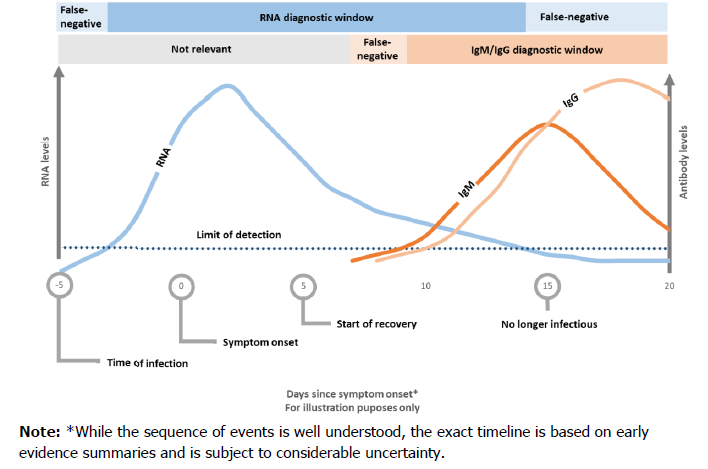 False-
negative
RNA diagnostic window
False-negative
Not relevant
False-
negative
IgM/IgG diagnostic window
RNA levels
RNA
IgM
IgG
Antibody levels
Limit of detection
-5
0
5
10
15
20
Start of recovery
No longer infectious
Symptom onset
Time of infection
Days since symptom onset*
For illustration puposes only
Note: *While the sequence of events is well understood, the exact timeline is based on early
evidence summaries and is subject to considerable uncertainty.